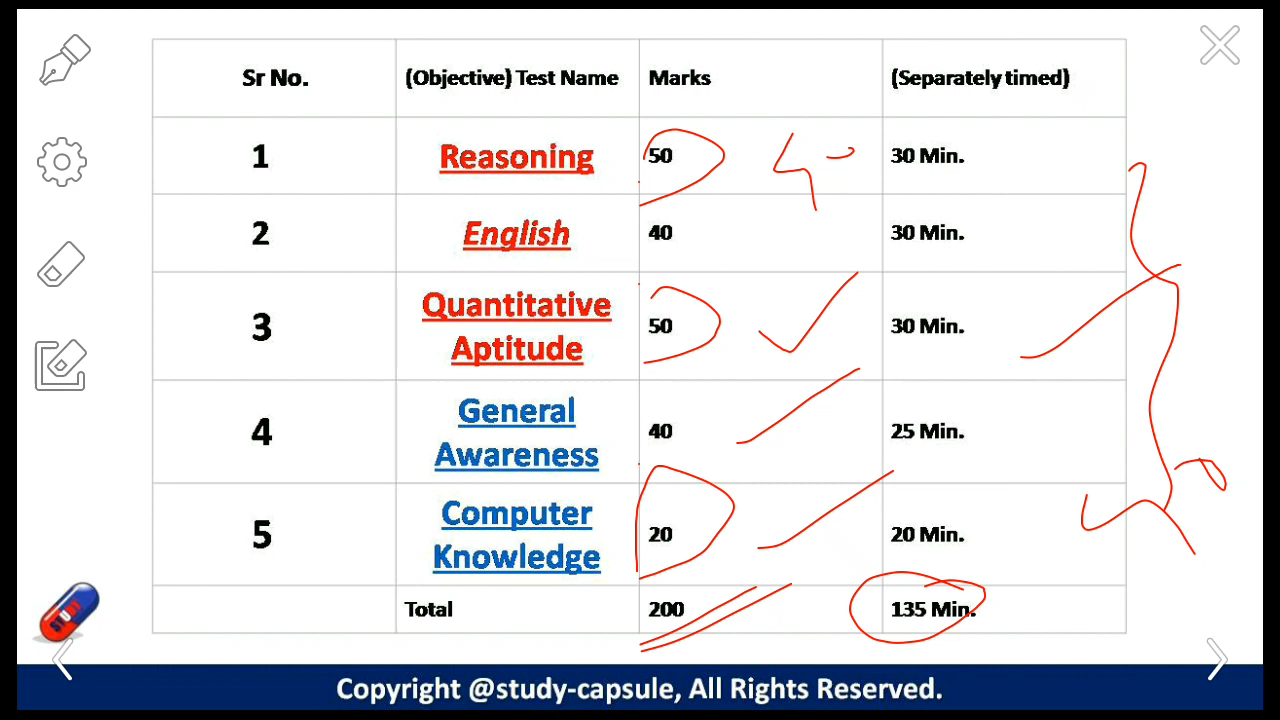 Sr No. (Objective) Test Name Marks (Separately timed)
1 Reasoning 50 30 Min.
2 English 40 30 Min.
3 Quantitative Aptitude 50 30 Min.
4 General Awareness 40 25 Min.
5 Computer Knowledge 20 20 Min.
Total 200 135 Min.
Copyright @study-capsule, All Rights Reserved.